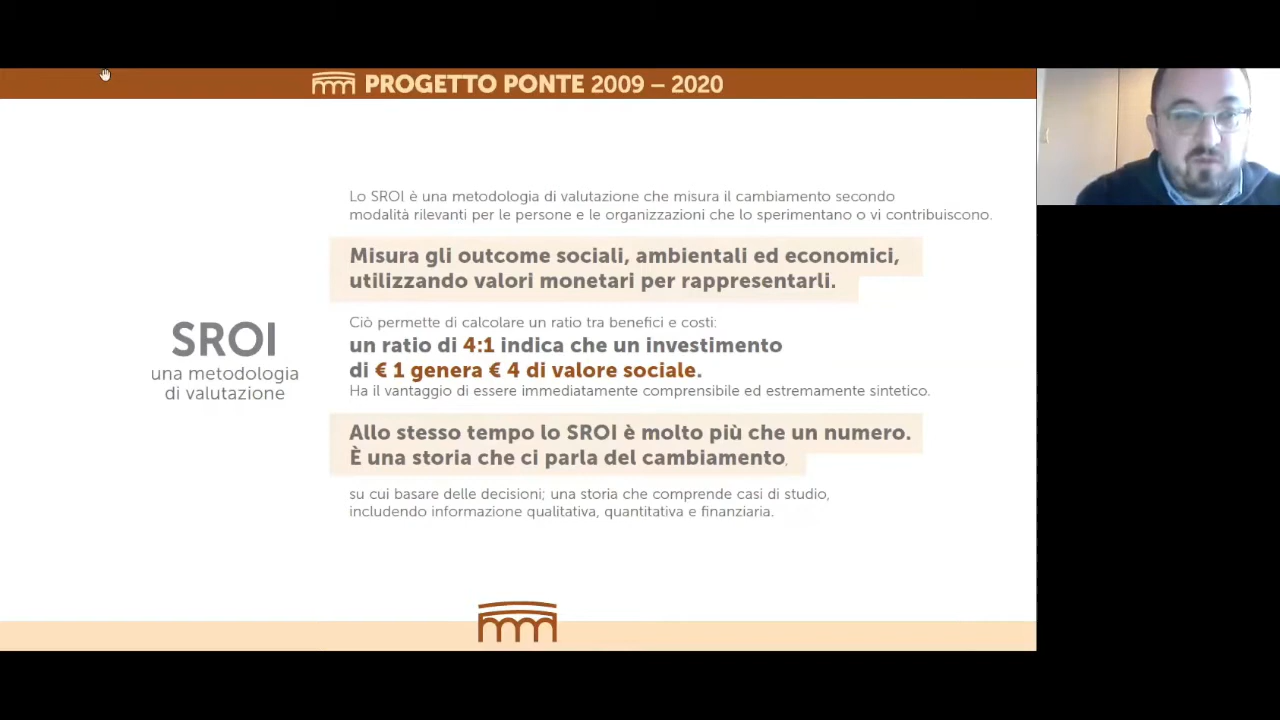 PROGETTO PONTE 2009 – 2020
SROI
una metodologia
di valutazione
Lo SROI è una metodologia di valutazione che misura il cambiamento secondo
modalità rilevanti per le persone e le organizzazioni che lo sperimentano o vi contribuiscono.
Misura gli outcome sociali, ambientali ed economici,
utilizzando valori monetari per rappresentarli.
Ciò permette di calcolare un ratio tra benefici e costi:
un ratio di 4:1 indica che un investimento
di € 1 genera € 4 di valore sociale.
Ha il vantaggio di essere immediatamente comprensibile ed estremamente sintetico.
Allo stesso tempo lo SROI è molto più che un numero.
È una storia che ci parla del cambiamento,
su cui basare delle decisioni; una storia che comprende casi di studio,
includendo informazione qualitativa, quantitativa e finanziaria.